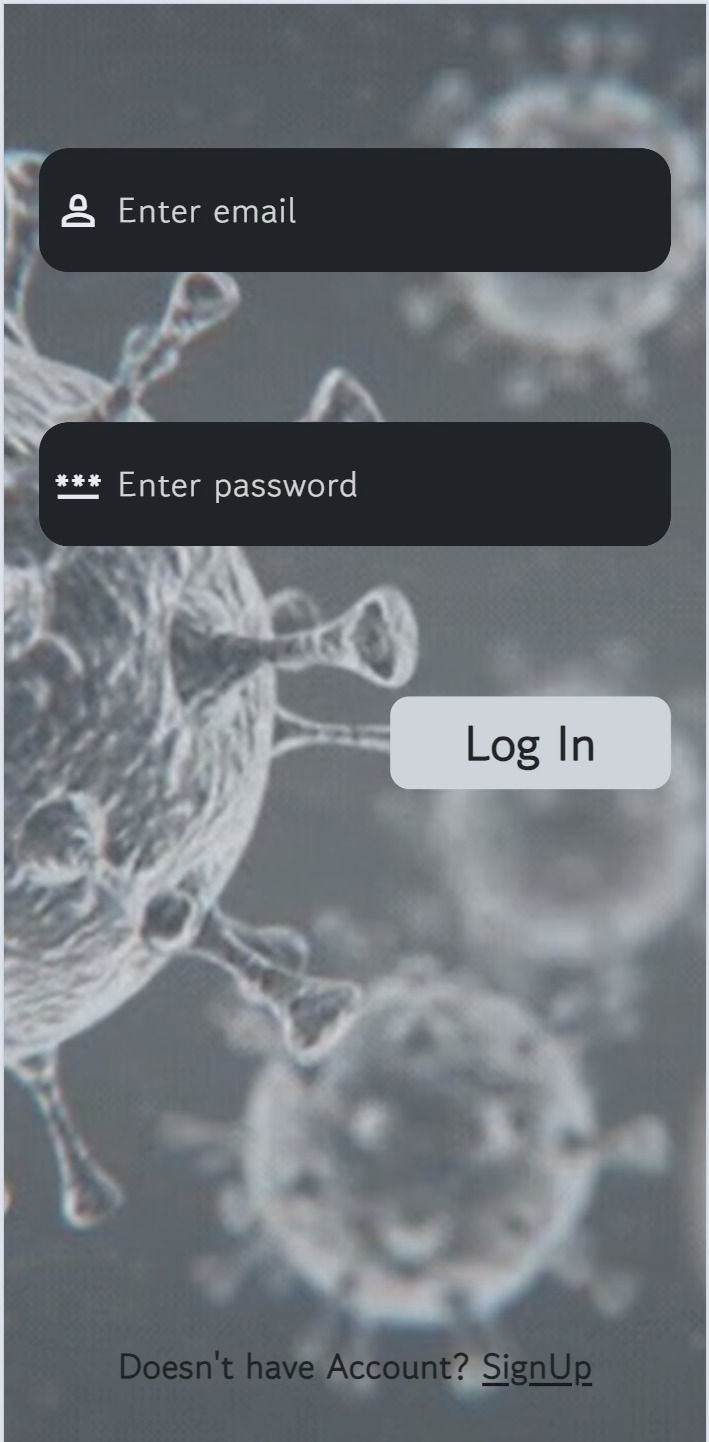 Enter email
*** Enter password
Log In
Doesn't have Account? SignUp